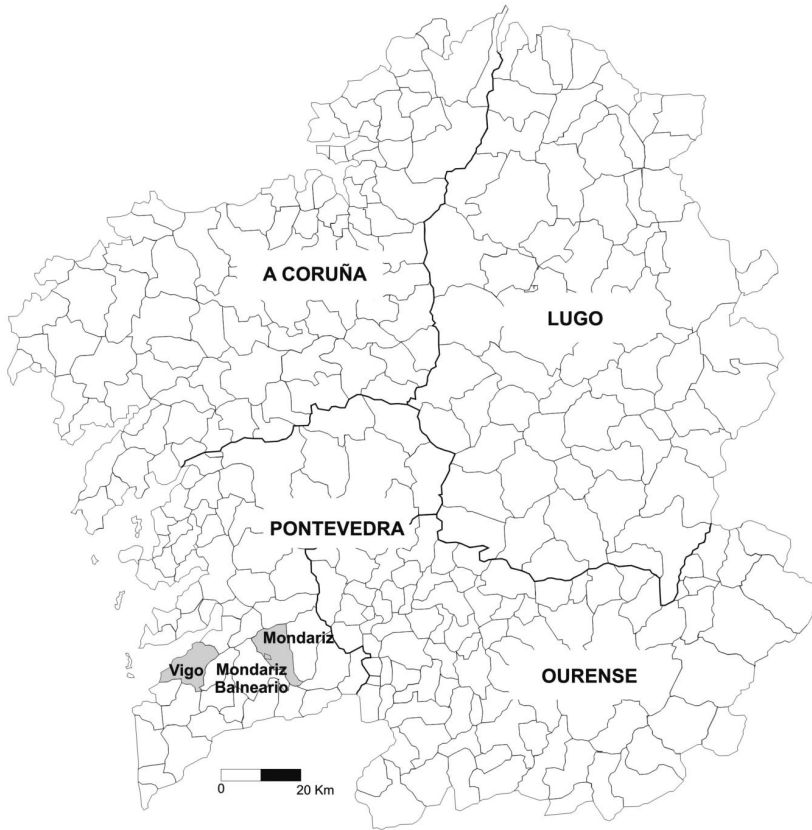 A CORUÑA
LUGO
PONTEVEDRA
Mondariz
Vigo
Mondariz
Balneario
OURENSE
0 20 Km